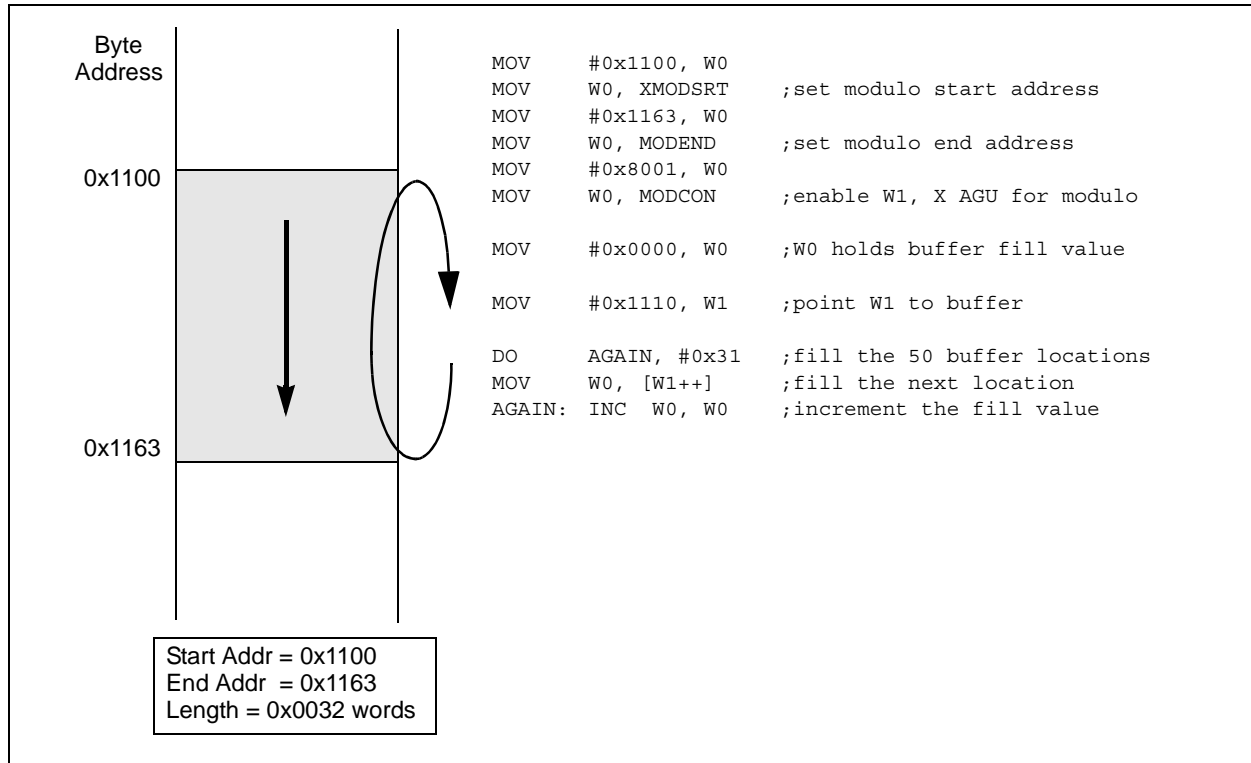 Byte
Address
0x1100
0x1163
MOV #0x1100, W0
MOV W0, XMODSRT ;set modulo start address
MOV #0x1163, W0
MOV W0, MODEND ;set modulo end address
MOV #0x8001, W0
MOV W0, MODCON ;enable W1, X AGU for modulo
MOV #0x0000, W0 ;W0 holds buffer fill value
MOV #0x1110, W1 ;point W1 to buffer
DO AGAIN, #0x31 ;fill the 50 buffer locations
MOV W0, [W1++] ;fill the next location
AGAIN: INC W0, W0 ;increment the fill value
Start Addr = 0x1100
End Addr = 0x1163
Length = 0x0032 words